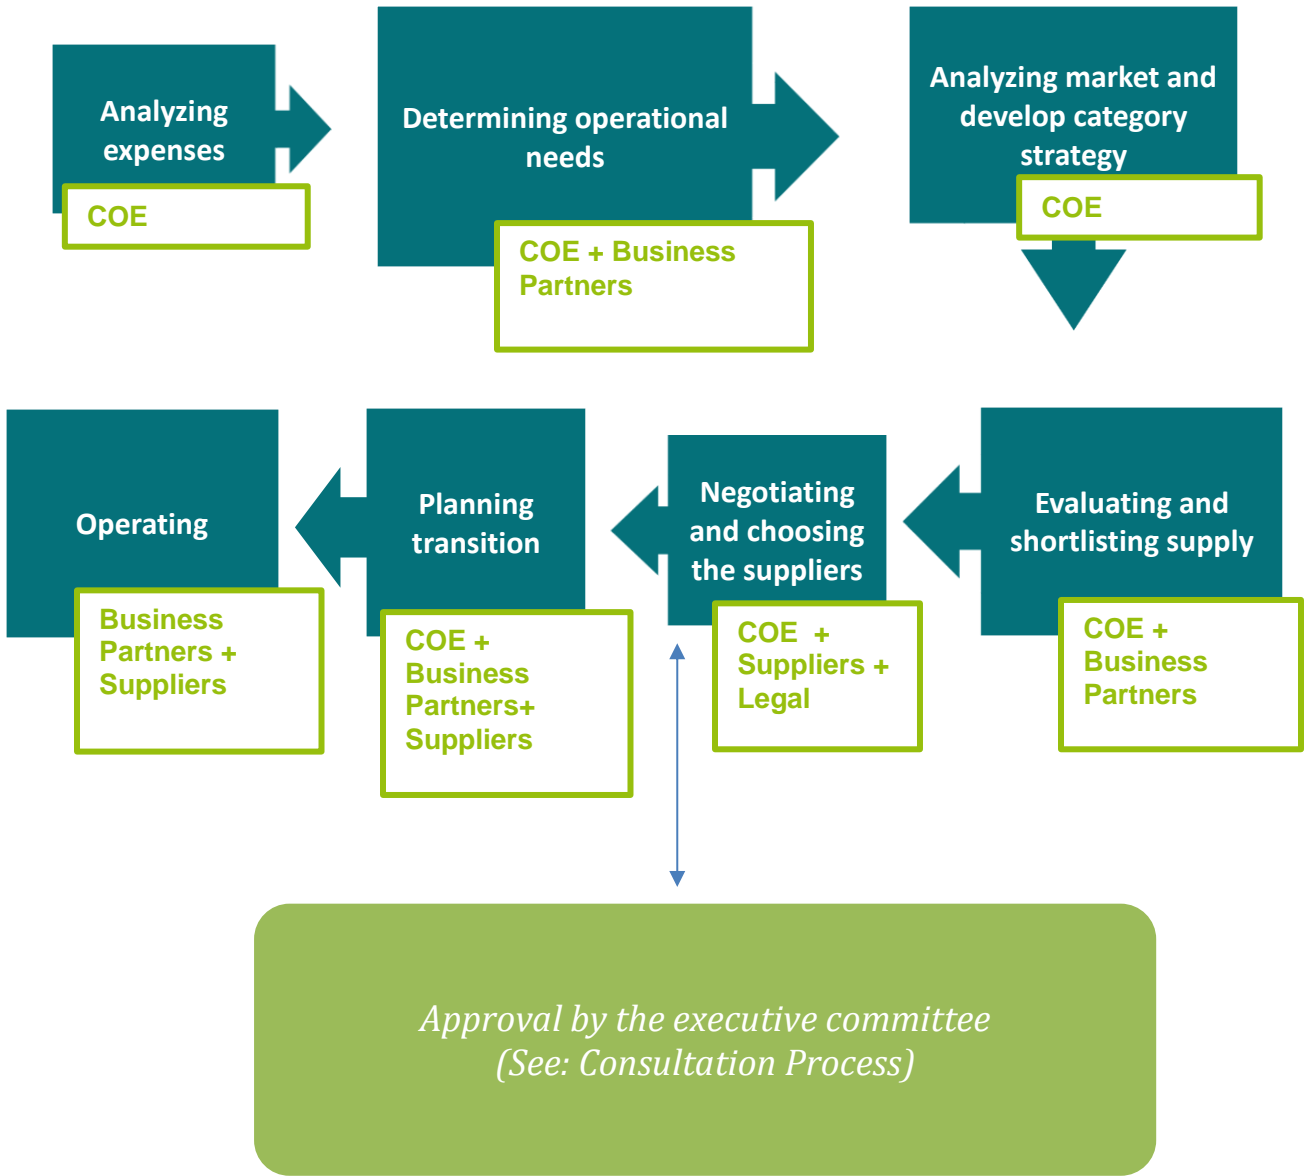 Analyzing
expenses
COE
Determining operational
needs
COE + Business
Partners
Analyzing market and
develop category
strategy
COE
Evaluating and
shortlisting supply
COE +
Business
Partners
Negotiating
and choosing
the suppliers
COE  +
Suppliers +
Legal
Planning
transition
COE +
Business
Partners+
Suppliers
Operating
Business
Partners +
Suppliers
Approval by the executive committee
(See: Consultation Process)